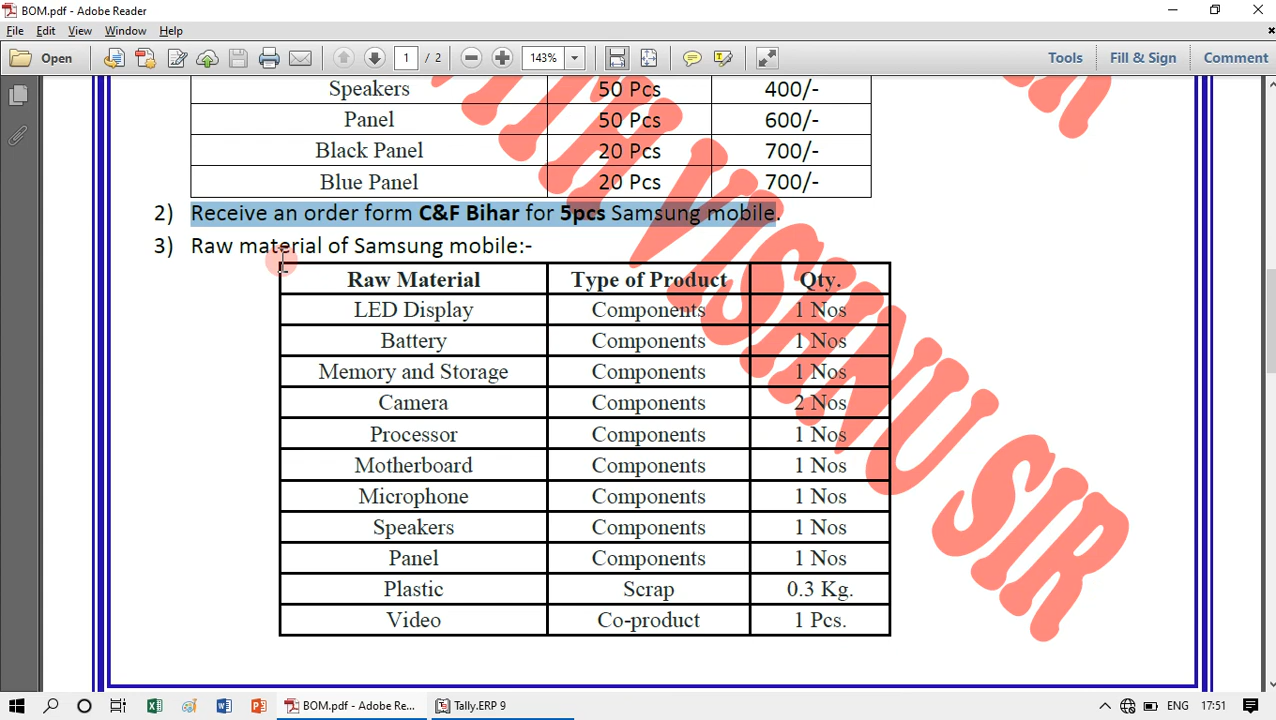 BOM.pdf - Adobe Reader
File Edit View Window Help
Open 1 / 2 143% Tools Fill & Sign Comment
Speakers 50 Pcs 400/-
Panel 50 Pcs 600/-
Black Panel 20 Pcs 700/-
Blue Panel 20 Pcs 700/-
2) Receive an order form C&F Bihar for 5pcs Samsung mobile.
3) Raw material of Samsung mobile:-
Raw Material Type of Product Qty.
LED Display Components 1 Nos
Battery Components 1 Nos
Memory and Storage Components 1 Nos
Camera Components 2 Nos
Processor Components 1 Nos
Motherboard Components 1 Nos
Microphone Components 1 Nos
Speakers Components 1 Nos
Panel Components 1 Nos
Plastic Scrap 0.3 Kg.
Video Co-product 1 Pcs.
VISHNU SIR
BOM.pdf - Adobe Re... Tally.ERP 9 ENG 17:51